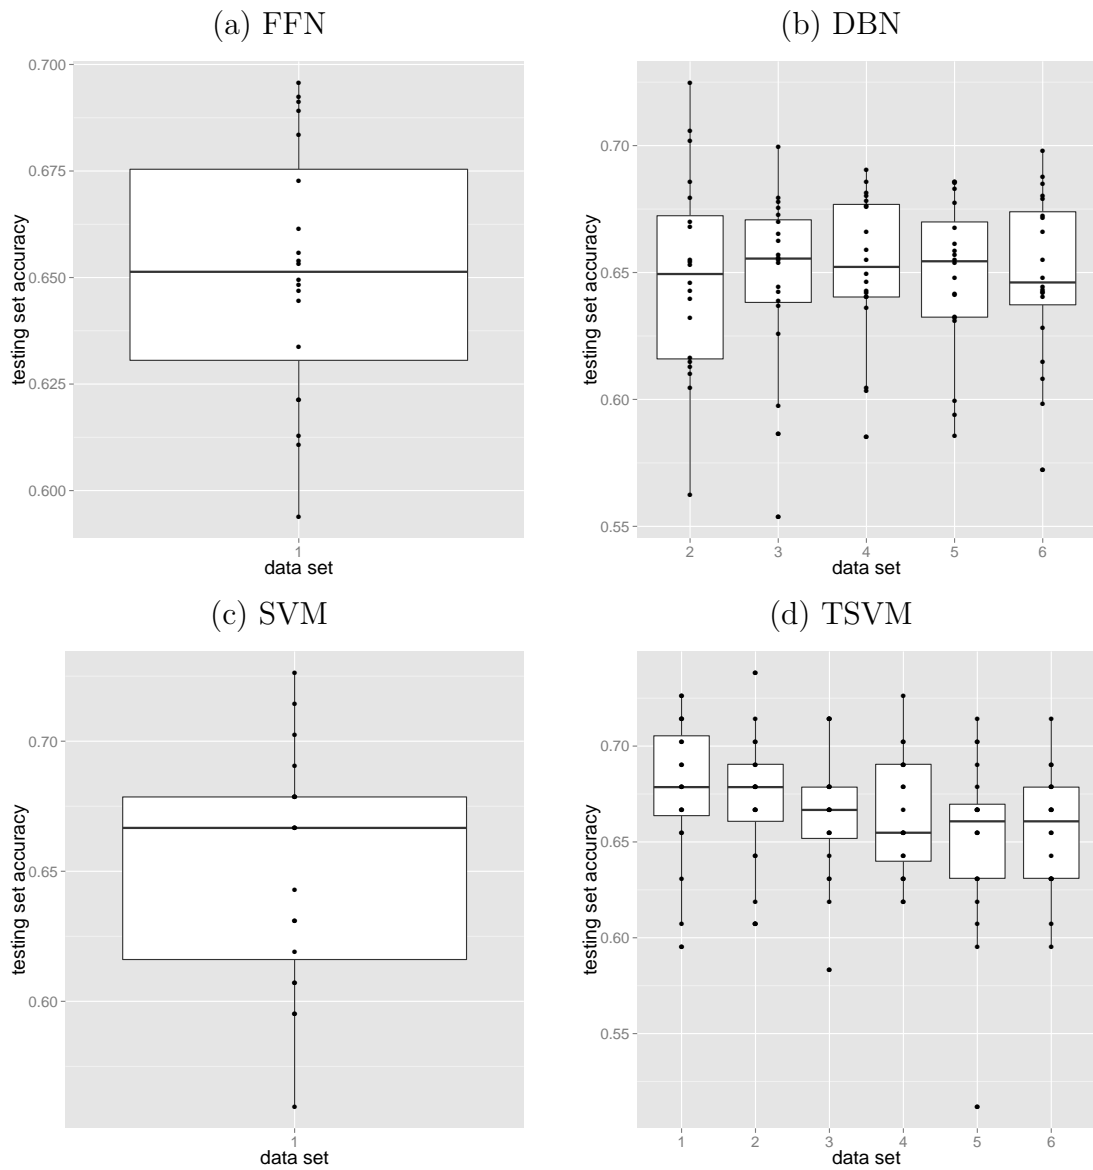 (a) FFN
0.700
0.675
0.650
0.625
0.600
testing set accuracy
1
data set
(b) DBN
0.70
0.65
0.60
0.55
testing set accuracy
2 3 4 5 6
data set
(c) SVM
0.70
0.65
0.60
testing set accuracy
1
data set
(d) TSVM
0.70
0.65
0.60
0.55
testing set accuracy
1 2 3 4 5 6
data set